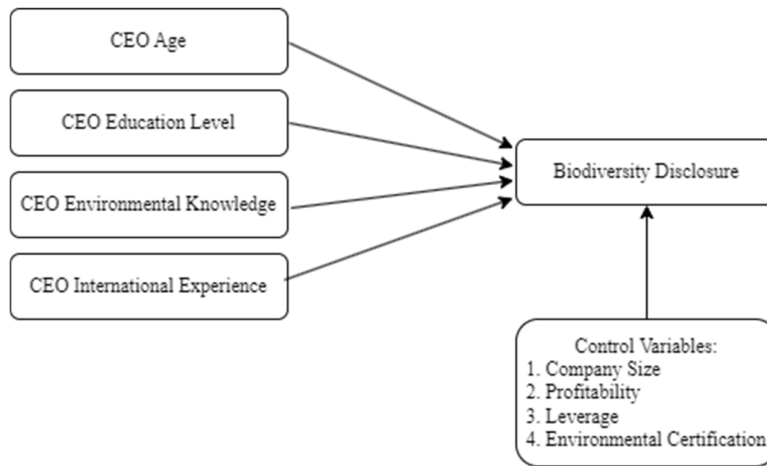 CEO Age
CEO Education Level
CEO Environmental Knowledge
CEO International Experience
Biodiversity Disclosure
Control Variables:
1. Company Size
2. Profitability
3. Leverage
4. Environmental Certification